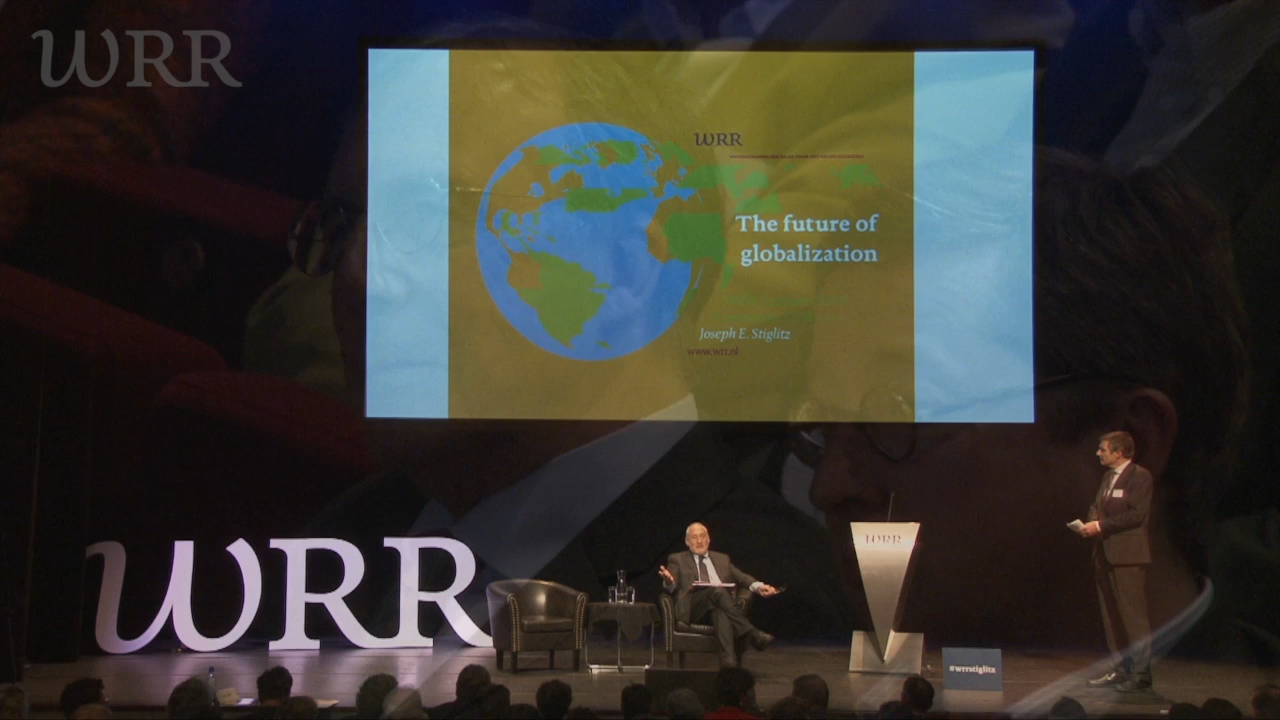 WRR
WRR
The future of
globalization
Joseph E. Stiglitz
www.wrr.nl
WRR
WRR
#wrrstiglitz